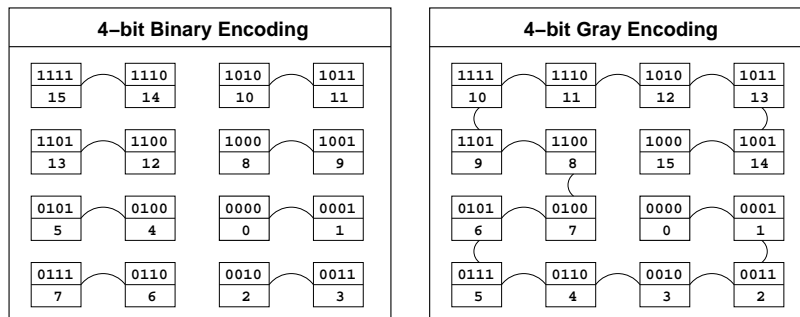 4−bit Binary Encoding
1111 1110 1010 1011
15 14 10 11
1101 1100 1000 1001
13 12 8 9
0101 0100 0000 0001
5 4 0 1
0111 0110 0010 0011
7 6 2 3
4−bit Gray Encoding
1111 1110 1010 1011
10 11 12 13
1101 1100 1000 1001
9 8 15 14
0101 0100 0000 0001
6 7 0 1
0111 0110 0010 0011
5 4 3 2